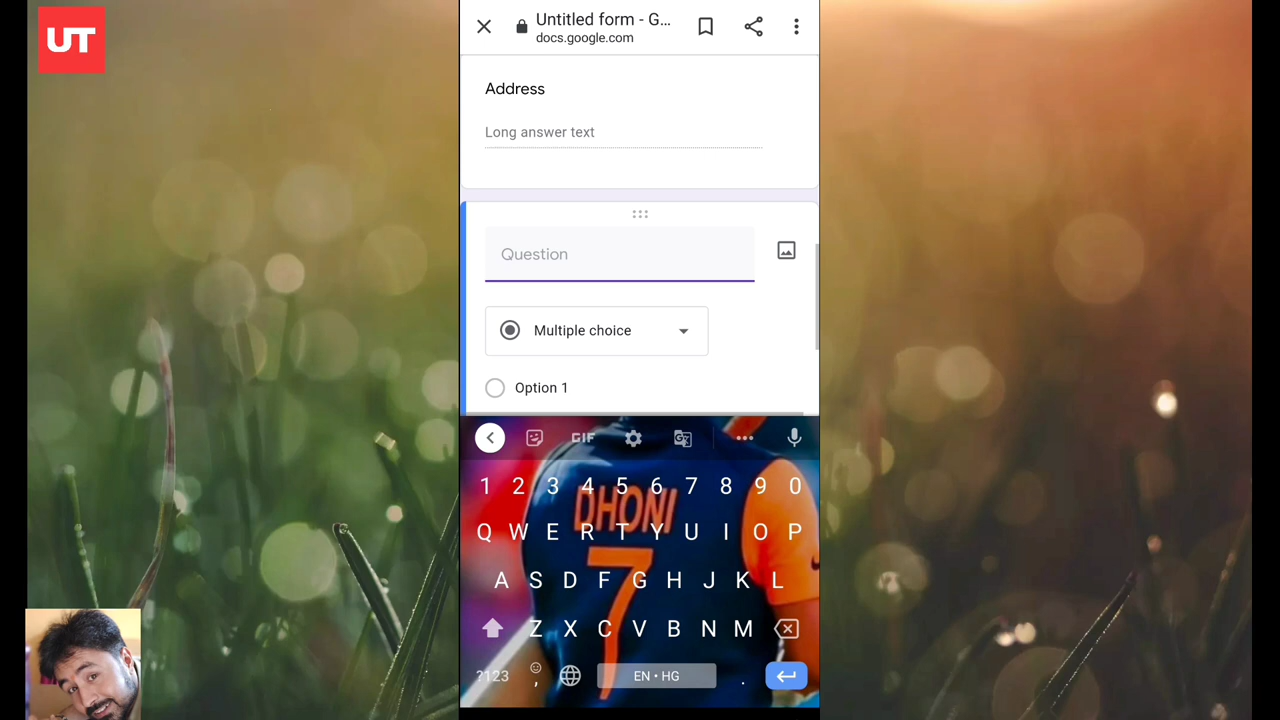 UT
Untitled form - G...
docs.google.com
Address
Long answer text
Question
Multiple choice
Option 1
GIF
DHONI
7
1 2 3 4 5 6 7 8 9 0
Q W E R T Y U I O P
A S D F G H J K L
Z X C V B N M
?123 , EN • HG .